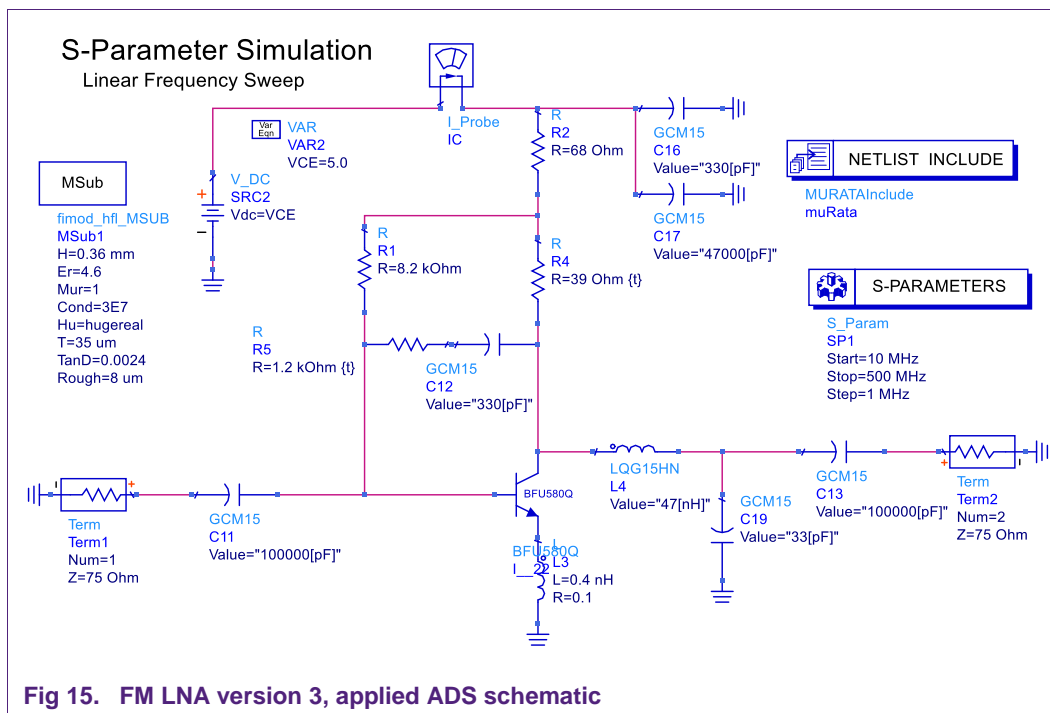 S-Parameter Simulation
Linear Frequency Sweep
Var
Eqn
VAR
VAR2
VCE=5.0
I_Probe
IC
R
R2
R=68 Ohm
GCM15
C16
Value="330[pF]"
GCM15
C17
Value="47000[pF]"
NETLIST INCLUDE
MURATAInclude
muRata
MSub
fimod_hfl_MSUB
MSub1
H=0.36 mm
Er=4.6
Mur=1
Cond=3E7
Hu=hugereal
T=35 um
TanD=0.0024
Rough=8 um
+
V_DC
SRC2
Vdc=VCE
–
R
R1
R=8.2 kOhm
R
R4
R=39 Ohm {t}
S-PARAMETERS
S_Param
SP1
Start=10 MHz
Stop=500 MHz
Step=1 MHz
R
R5
R=1.2 kOhm {t}
GCM15
C12
Value="330[pF]"
- +
Term
Term1
Num=1
Z=75 Ohm
GCM15
C11
Value="100000[pF]"
BFU580Q
BFU580Q
I__22
L
L3
L=0.4 nH
R=0.1
LQG15HN
L4
Value="47[nH]"
GCM15
C19
Value="33[pF]"
GCM15
C13
Value="100000[pF]"
+ -
Term
Term2
Num=2
Z=75 Ohm
Fig 15. FM LNA version 3, applied ADS schematic